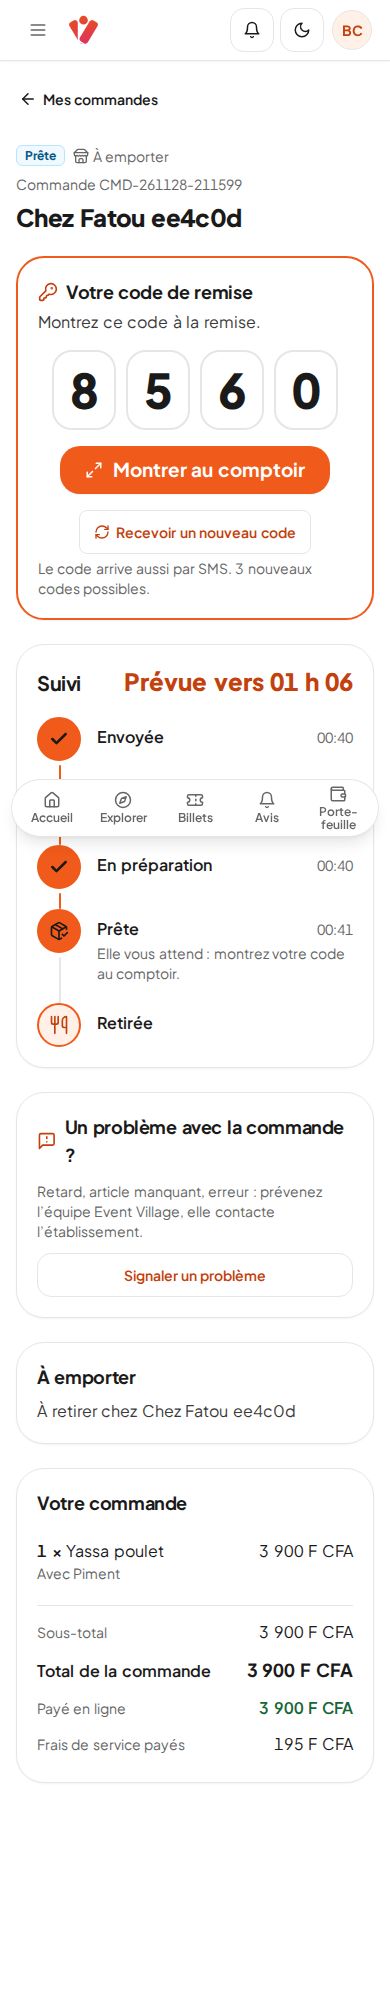 BC
Mes commandes
Prête À emporter
Commande CMD-261128-211599
Chez Fatou ee4c0d
Votre code de remise
Montrez ce code à la remise.
8 5 6 0
Montrer au comptoir
Recevoir un nouveau code
Le code arrive aussi par SMS. 3 nouveaux
codes possibles.
Suivi Prévue vers 01 h 06
Envoyée 00:40
Accueil Explorer Billets Avis Porte-
feuille
En préparation 00:40
Prête 00:41
Elle vous attend : montrez votre code
au comptoir.
Retirée
Un problème avec la commande
?
Retard, article manquant, erreur : prévenez
l'équipe Event Village, elle contacte
l'établissement.
Signaler un problème
À emporter
À retirer chez Chez Fatou ee4c0d
Votre commande
1 × Yassa poulet 3 900 F CFA
Avec Piment
Sous-total 3 900 F CFA
Total de la commande 3 900 F CFA
Payé en ligne 3 900 F CFA
Frais de service payés 195 F CFA